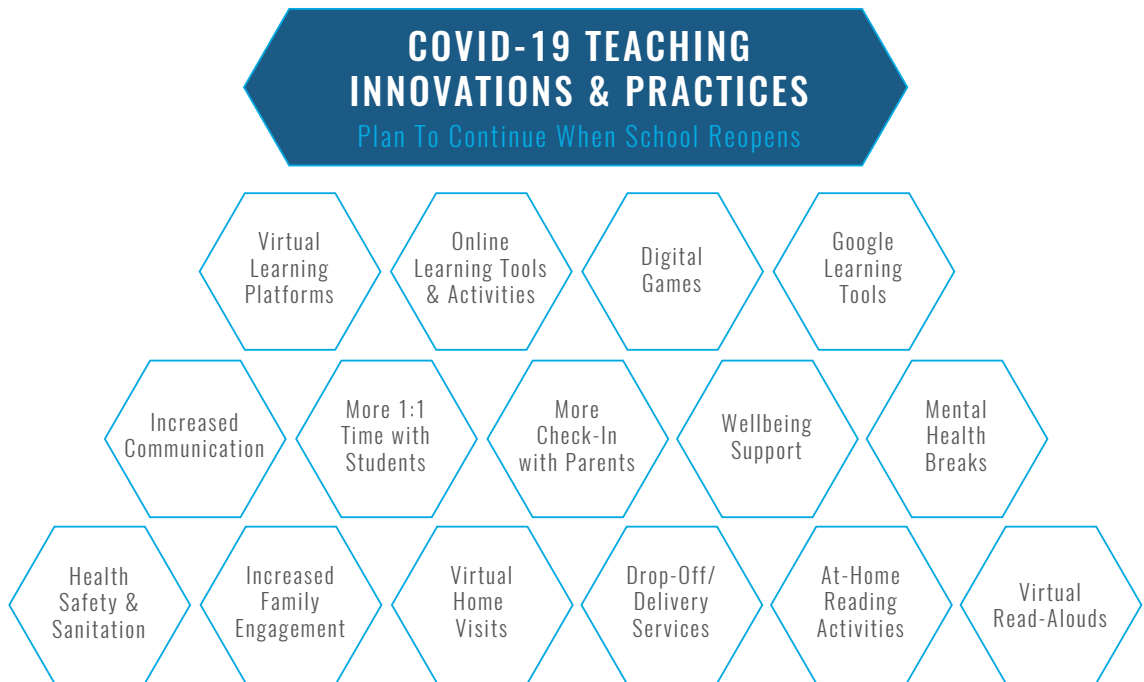 COVID-19 TEACHING
INNOVATIONS & PRACTICES
Plan To Continue When School Reopens
Virtual
Learning
Platforms
Online
Learning Tools
& Activities
Digital
Games
Google
Learning
Tools
Increased
Communication
More 1:1
Time with
Students
More
Check-In
with Parents
Wellbeing
Support
Mental
Health
Breaks
Health
Safety &
Sanitation
Increased
Family
Engagement
Virtual
Home
Visits
Drop-Off/
Delivery
Services
At-Home
Reading
Activities
Virtual
Read-Alouds